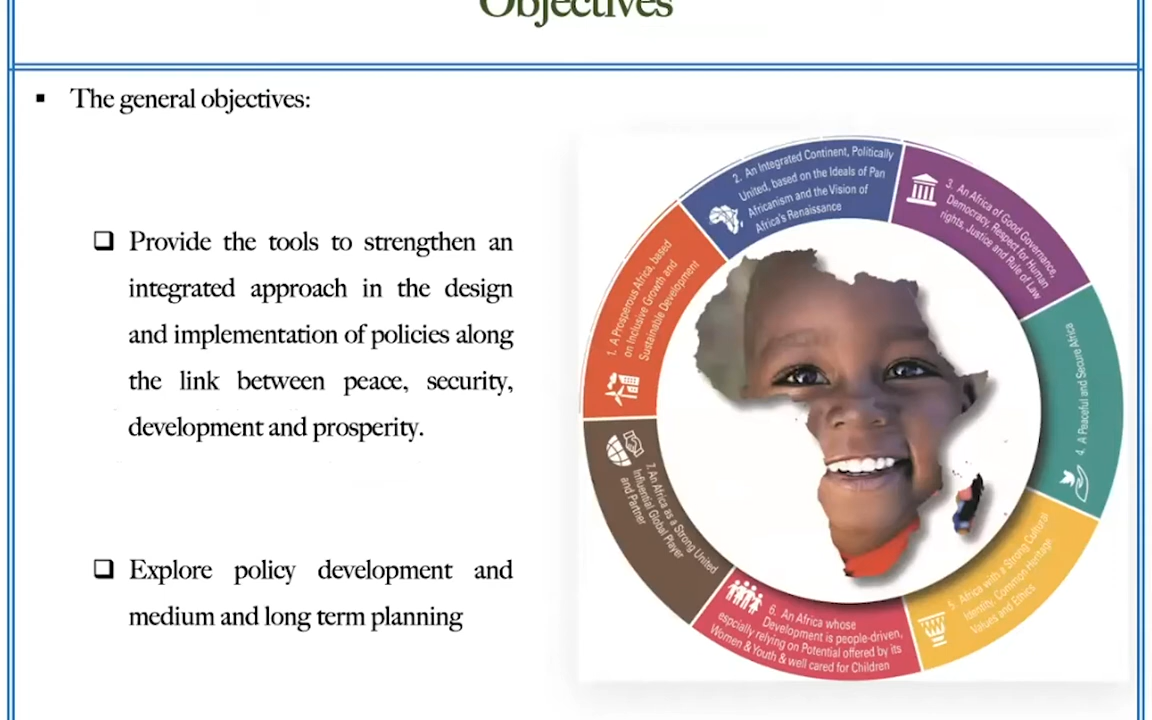 Objectives
▪ The general objectives:
❑ Provide the tools to strengthen an
integrated approach in the design
and implementation of policies along
the link between peace, security,
development and prosperity.
❑ Explore policy development and
medium and long term planning
1. A Prosperous Africa, based
on Inclusive Growth and
Sustainable Development
2. An Integrated Continent, Politically
United, based on the Ideals of Pan
Africanism and the Vision of
Africa's Renaissance
3. An Africa of Good Governance,
Democracy, Respect for Human
rights, Justice and Rule of Law
4. A Peaceful and Secure Africa
5. Africa with a Strong Cultural
Identity, Common Heritage,
Values and Ethics
6. An Africa whose
Development is people-driven,
espcially relying on Potential offered by its
Women & Youth & well cared for Children
7. An Africa as a Strong United
Influential Global Player
and Partner